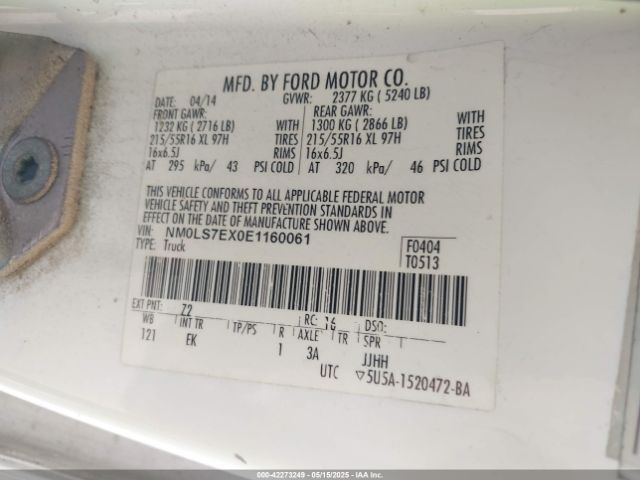 MFD. BY FORD MOTOR CO.
DATE: 04/14 GVWR: 2377 KG ( 5240 LB)
FRONT GAWR: REAR GAWR:
1232 KG ( 2716 LB) WITH 1300 KG ( 2866 LB) WITH
215/55R16 XL 97H TIRES 215/55R16 XL 97H TIRES
16x6.5J RIMS 16x6.5J RIMS
AT 295 kPa/ 43 PSI COLD AT 320 kPa/ 46 PSI COLD
THIS VEHICLE CONFORMS TO ALL APPLICABLE FEDERAL MOTOR
VEHICLE SAFETY AND THEFT PREVENTION STANDARDS IN
EFFECT ON THE DATE OF MANUFACTURE SHOWN ABOVE.
VIN: NM0LS7EX0E1160061
TYPE: Truck
F0404
T0513
EXT PNT: Z2 RC: 16 DSO:
WB INT TR TP/PS R AXLE TR SPR
121 EK 1 3A JJHH
UTC ▽5U5A-1520472-BA
000-42273249 - 05/15/2025 - IAA Inc.